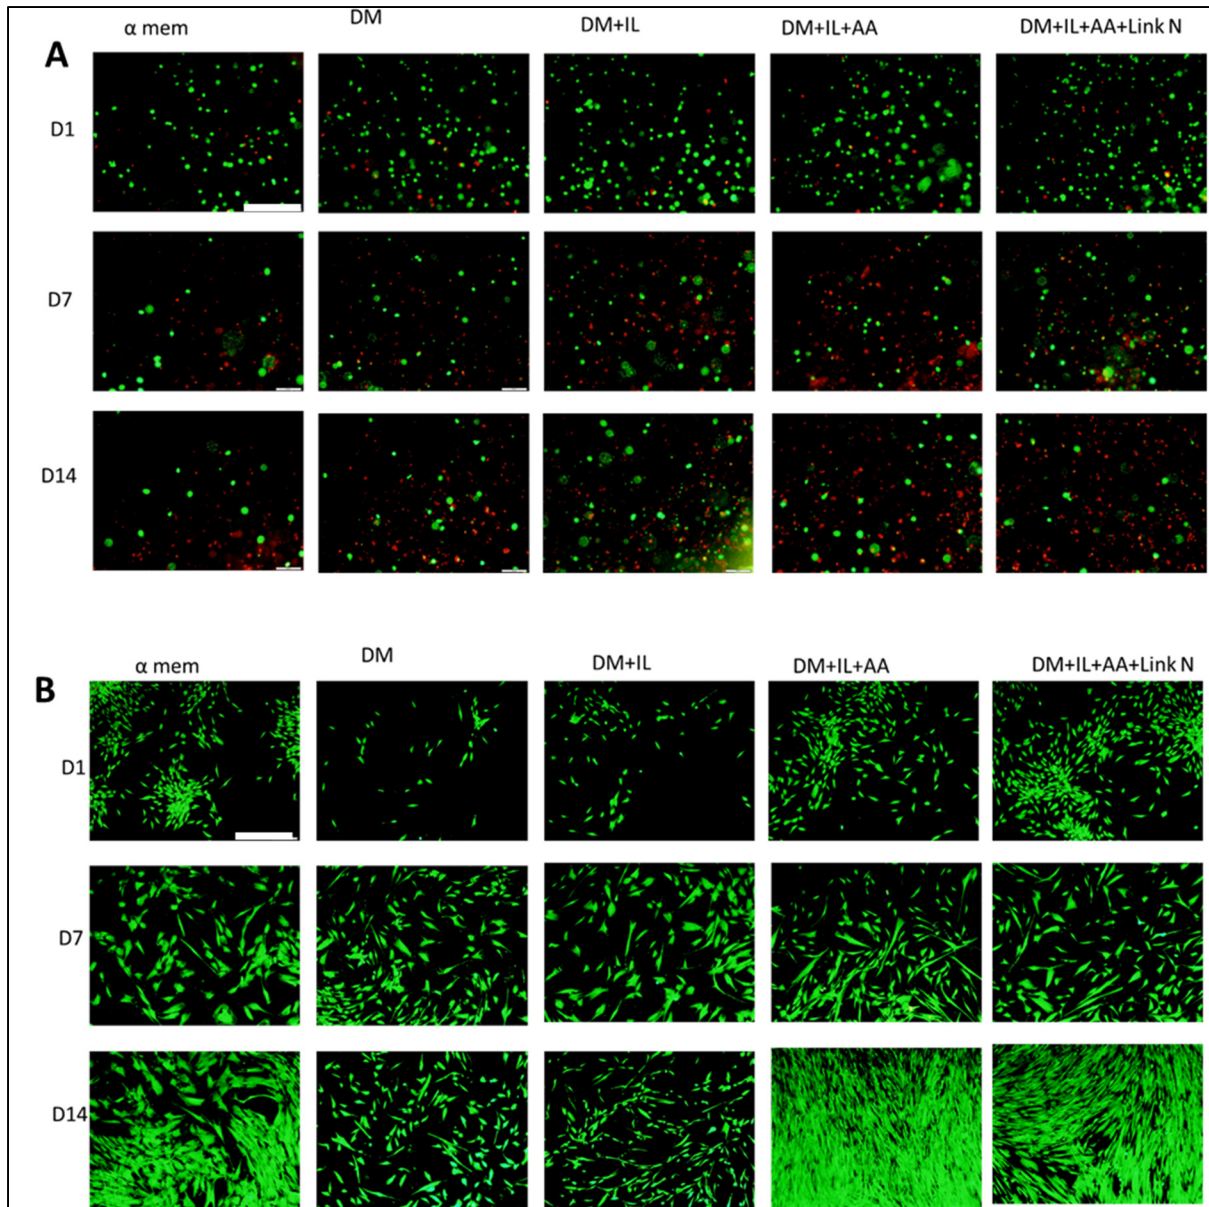 α mem DM DM+IL DM+IL+AA DM+IL+AA+Link N
A
D1
D7
D14
α mem DM DM+IL DM+IL+AA DM+IL+AA+Link N
B
D1
D7
D14